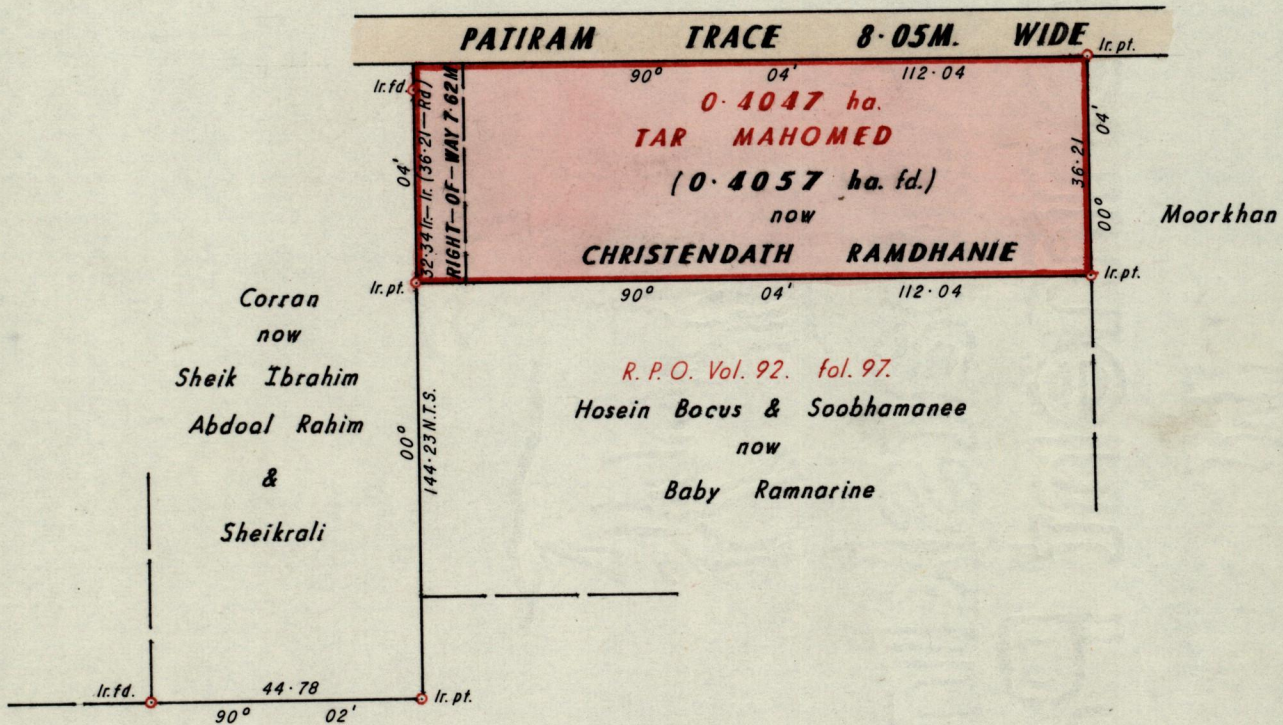 PATIRAM TRACE 8·05M. WIDE
Ir. pt.
Ir. fd.
90° 04' 112·04
0·4047 ha.
TAR MAHOMED
(0·4057 ha. fd.)
now
CHRISTENDATH RAMDHANIE
04'
32·34 Ir.—Ir. (36·21—Rd)
RIGHT—OF—WAY 7·62M
00° 36·21 04'
Moorkhan
Ir. pt.
Ir. pt.
90° 04' 112·04
Corran
now
Sheik Ibrahim
Abdool Rahim
&
Sheikrali
00°
144·23 N.T.S.
R. P. O. Vol. 92. fol. 97.
Hosein Bocus & Soobhamanee
now
Baby Ramnarine
Ir. fd.
44·78
Ir. pt.
90° 02'